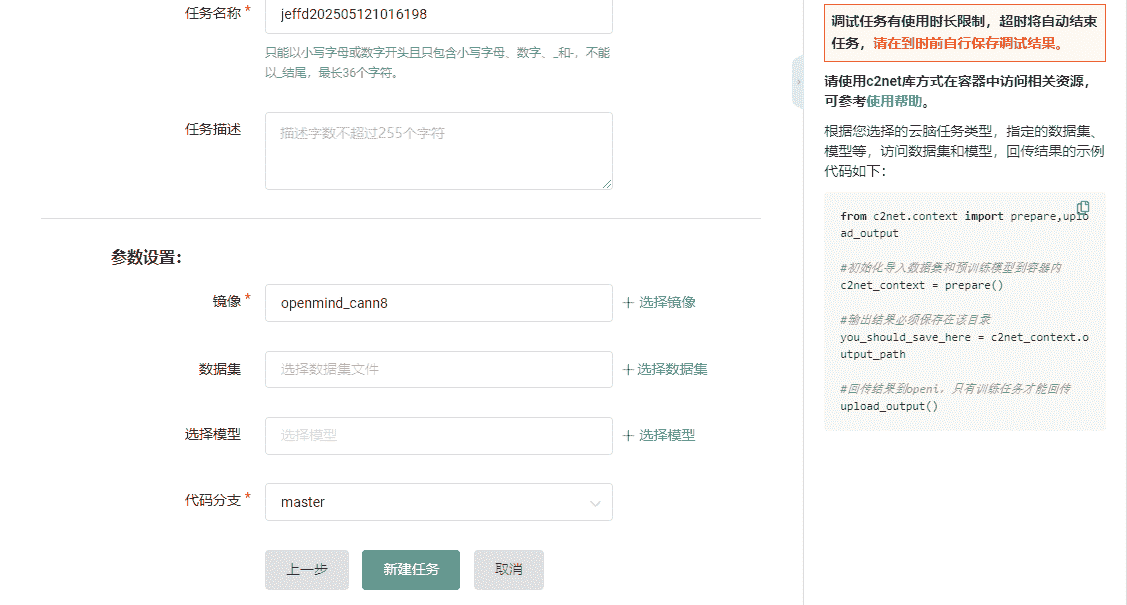 任务名称 *
jeffd202505121016198
只能以小写字母或数字开头且只包含小写字母、数字、_和-，不能
以_结尾，最长36个字符。
任务描述
描述字数不超过255个字符
参数设置：
镜像 *
openmind_cann8
+ 选择镜像
数据集
选择数据集文件
+ 选择数据集
选择模型
选择模型
+ 选择模型
代码分支 *
master
上一步
新建任务
取消
调试任务有使用时长限制，超时将自动结束
任务，请在到时前自行保存调试结果。
请使用c2net库方式在容器中访问相关资源，
可参考使用帮助。
根据您选择的云脑任务类型，指定的数据集、
模型等，访问数据集和模型，回传结果的示例
代码如下：
from c2net.context import prepare,uplo
ad_output
#初始化导入数据集和预训练模型到容器内
c2net_context = prepare()
#输出结果必须保存在该目录
you_should_save_here = c2net_context.o
utput_path
#回传结果到openi，只有训练任务才能回传
upload_output()